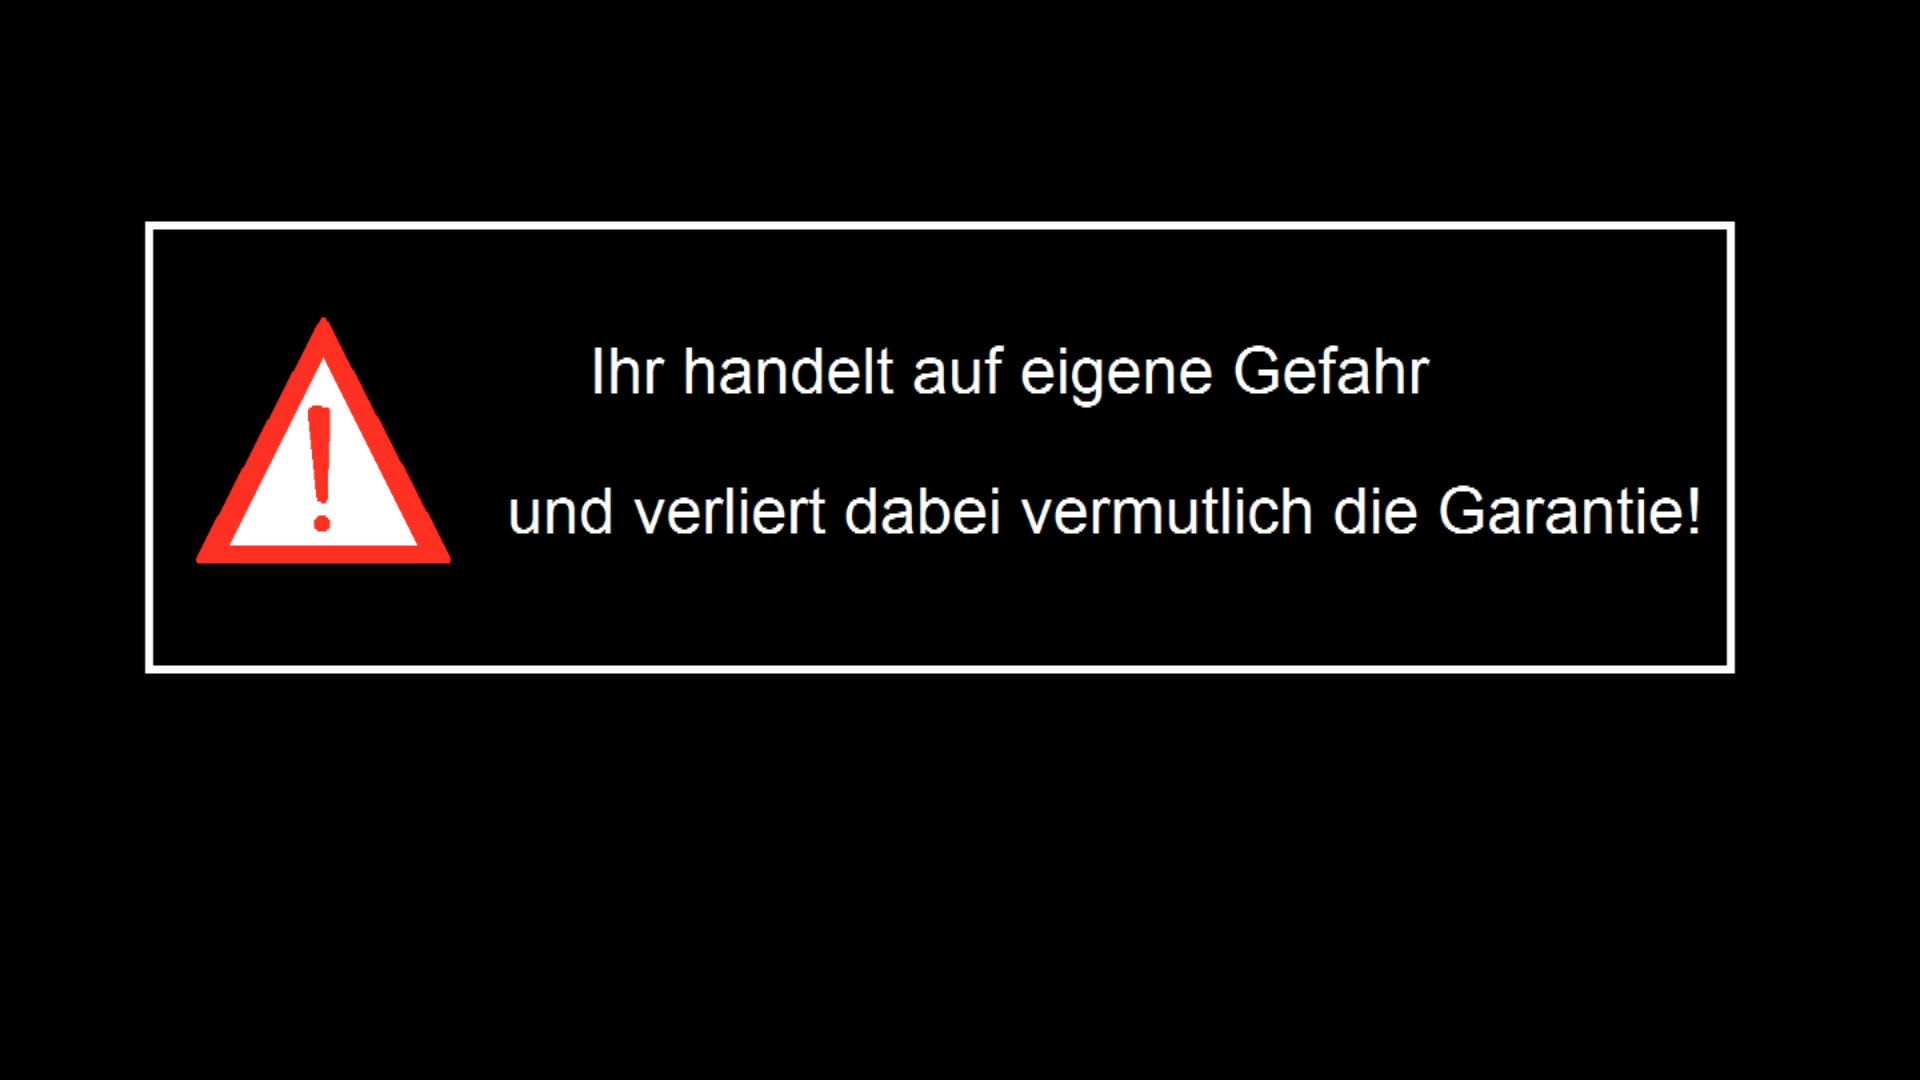 Ihr handelt auf eigene Gefahr
und verliert dabei vermutlich die Garantie!